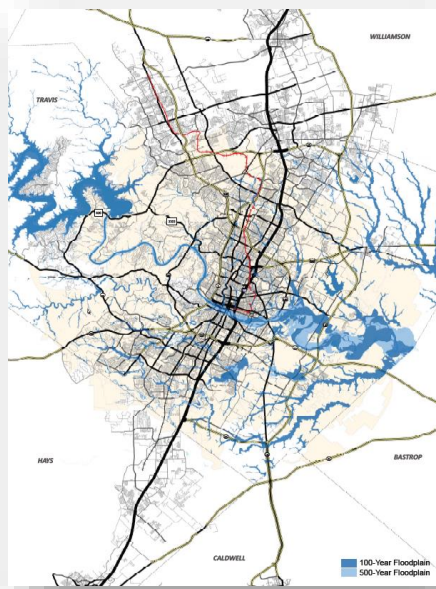 WILLIAMSON
TRAVIS
HAYS
BASTROP
CALDWELL
100-Year Floodplain
500-Year Floodplain